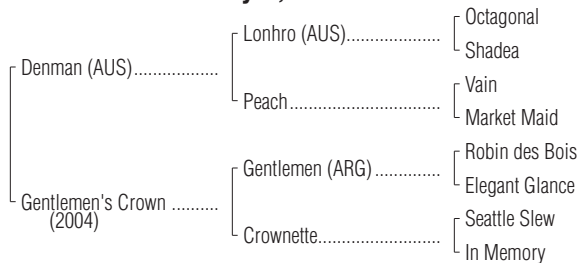 Octagonal
Lonhro (AUS)....................
Shadea
Denman (AUS)..................
Vain
Peach................................
Market Maid
Robin des Bois
Gentlemen (ARG) ..............
Elegant Glance
Gentlemen's Crown ..........
(2004)
Seattle Slew
Crownette..........................
In Memory